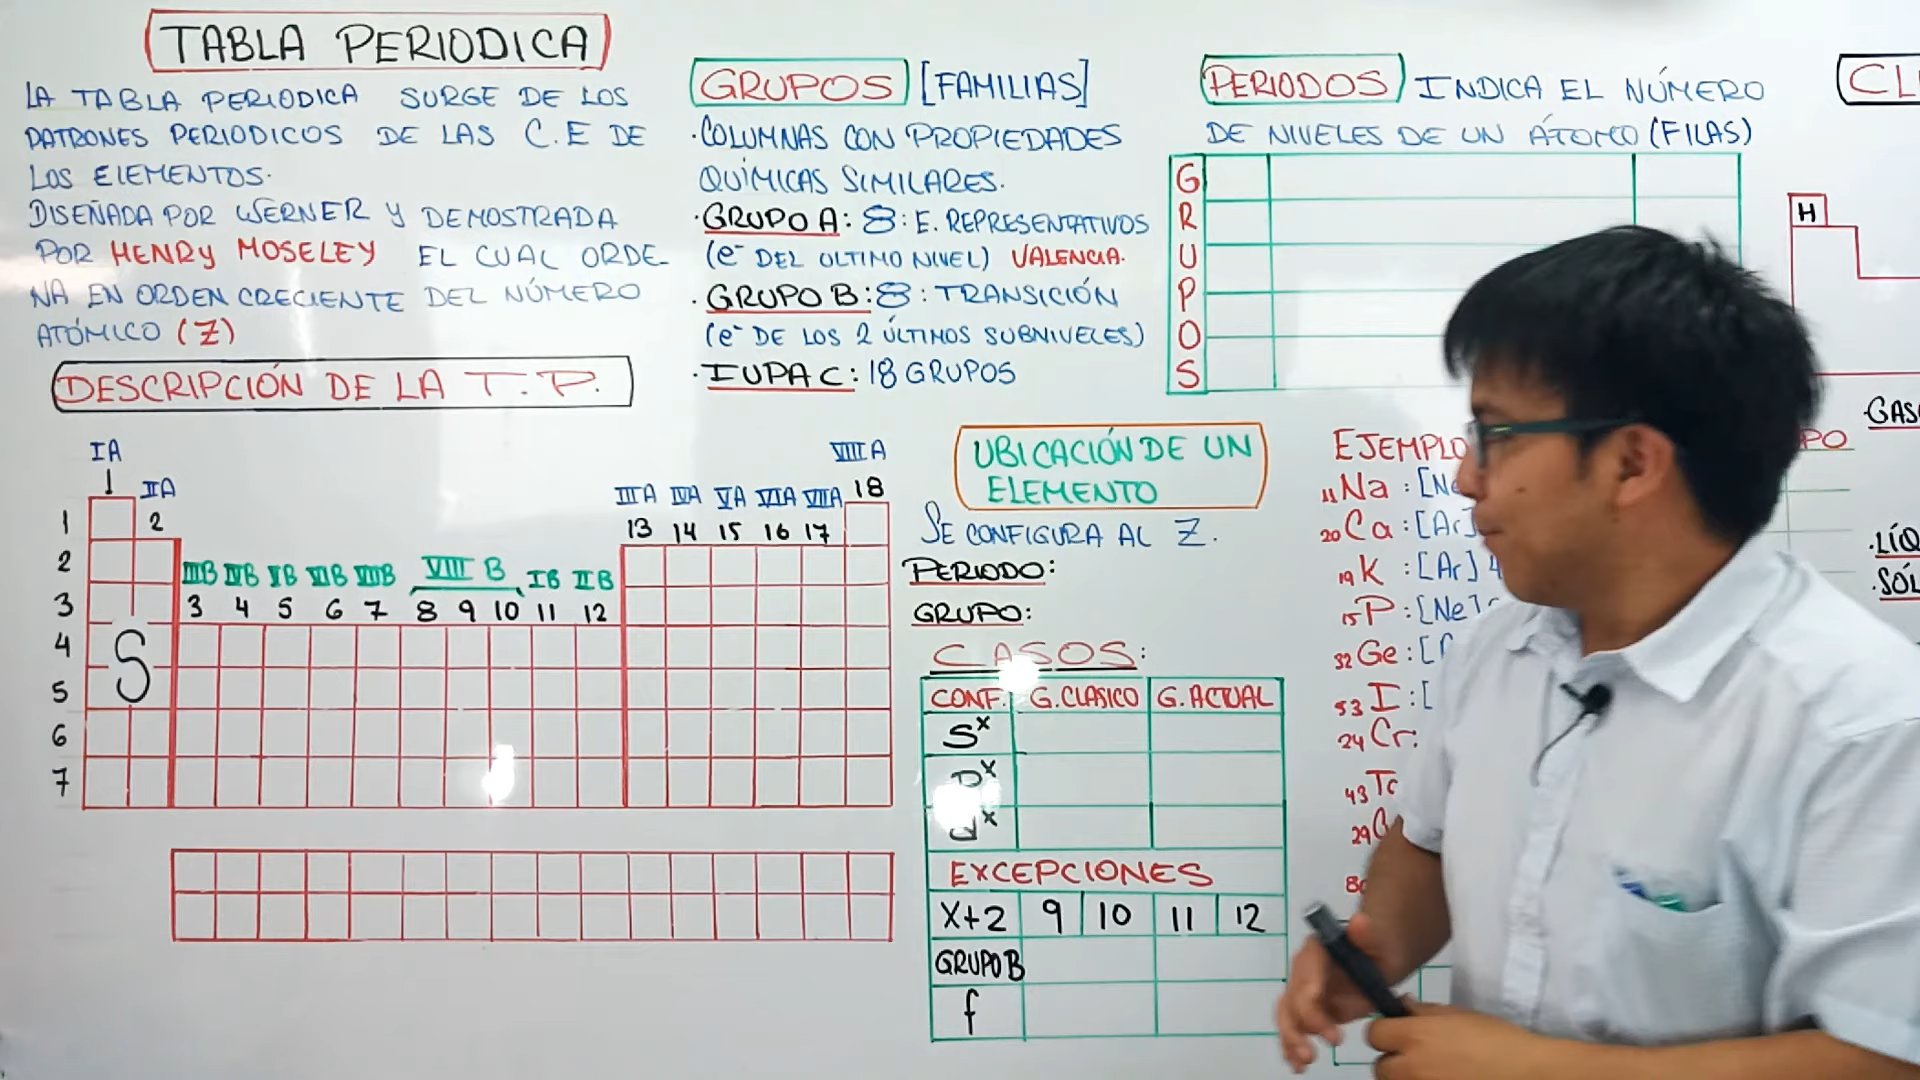 TABLA PERIODICA
LA TABLA PERIODICA SURGE DE LOS
PATRONES PERIODICOS DE LAS C.E DE
LOS ELEMENTOS.
DISEÑADA POR WERNER Y DEMOSTRADA
POR HENRY MOSELEY EL CUAL ORDE-
NA EN ORDEN CRECIENTE DEL NÚMERO
ATÓMICO (Z)
DESCRIPCIÓN DE LA T.P.
GRUPOS [FAMILIAS]
·COLUMNAS CON PROPIEDADES
QUÍMICAS SIMILARES.
·GRUPO A: 8: E. REPRESENTATIVOS
(e⁻ DEL ULTIMO NIVEL) VALENCIA.
·GRUPO B: 8: TRANSICIÓN
(e⁻ DE LOS 2 ÚLTIMOS SUBNIVELES)
·IUPAC: 18 GRUPOS
PERIODOS INDICA EL NÚMERO
DE NIVELES DE UN ÁTOMO (FILAS)
G
R
U
P
O
S
H
IA
1
IIA
2
IIIB IVB VB VIB VIIB VIII B IB IIB
3 4 5 6 7 8 9 10 11 12
IIIA IVA VA VIA VIIA VIIIA
13 14 15 16 17 18
1
2
3
4
5
6
7
S
UBICACIÓN DE UN
ELEMENTO
SE CONFIGURA AL Z.
PERIODO:
GRUPO:
CASOS:
CONF. G.CLASICO G.ACTUAL
Sˣ
EXCEPCIONES
X+2 9 10 11 12
GRUPO B
f
₁₁Na : [Ne
₂₀Ca : [Ar]
₁₉K : [Ar] 4
₁₅P : [Ne]
₃₂Ge : [
₅₃I : [
₂₄Cr:
₄₃Tc
·SÓL